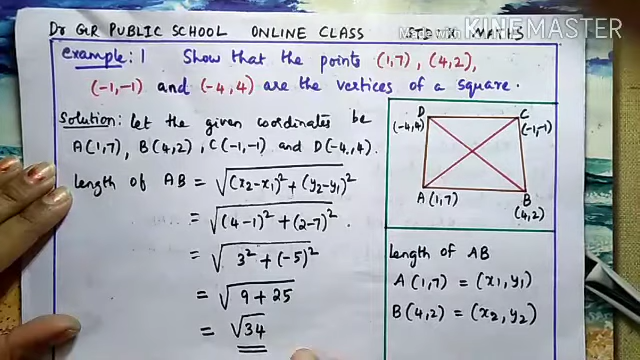 Dr GLR PUBLIC SCHOOL ONLINE CLASS STD X MATHS
Made with KINEMASTER
example: 1 Show that the points (1,7), (4,2),
(-1,-1) and (-4,4) are the vertices of a square.
Solution: let the given coordinates be
A(1,7), B(4,2), C(-1,-1) and D(-4,4).
length of AB = √(x₂-x₁)²+(y₂-y₁)²
= √(4-1)²+(2-7)².
= √3²+(-5)²
= √9+25
= √34
D
(-4,4)
C
(-1,-1)
A(1,7)
B
(4,2)
length of AB
A(1,7) = (x₁,y₁)
B(4,2) = (x₂,y₂)